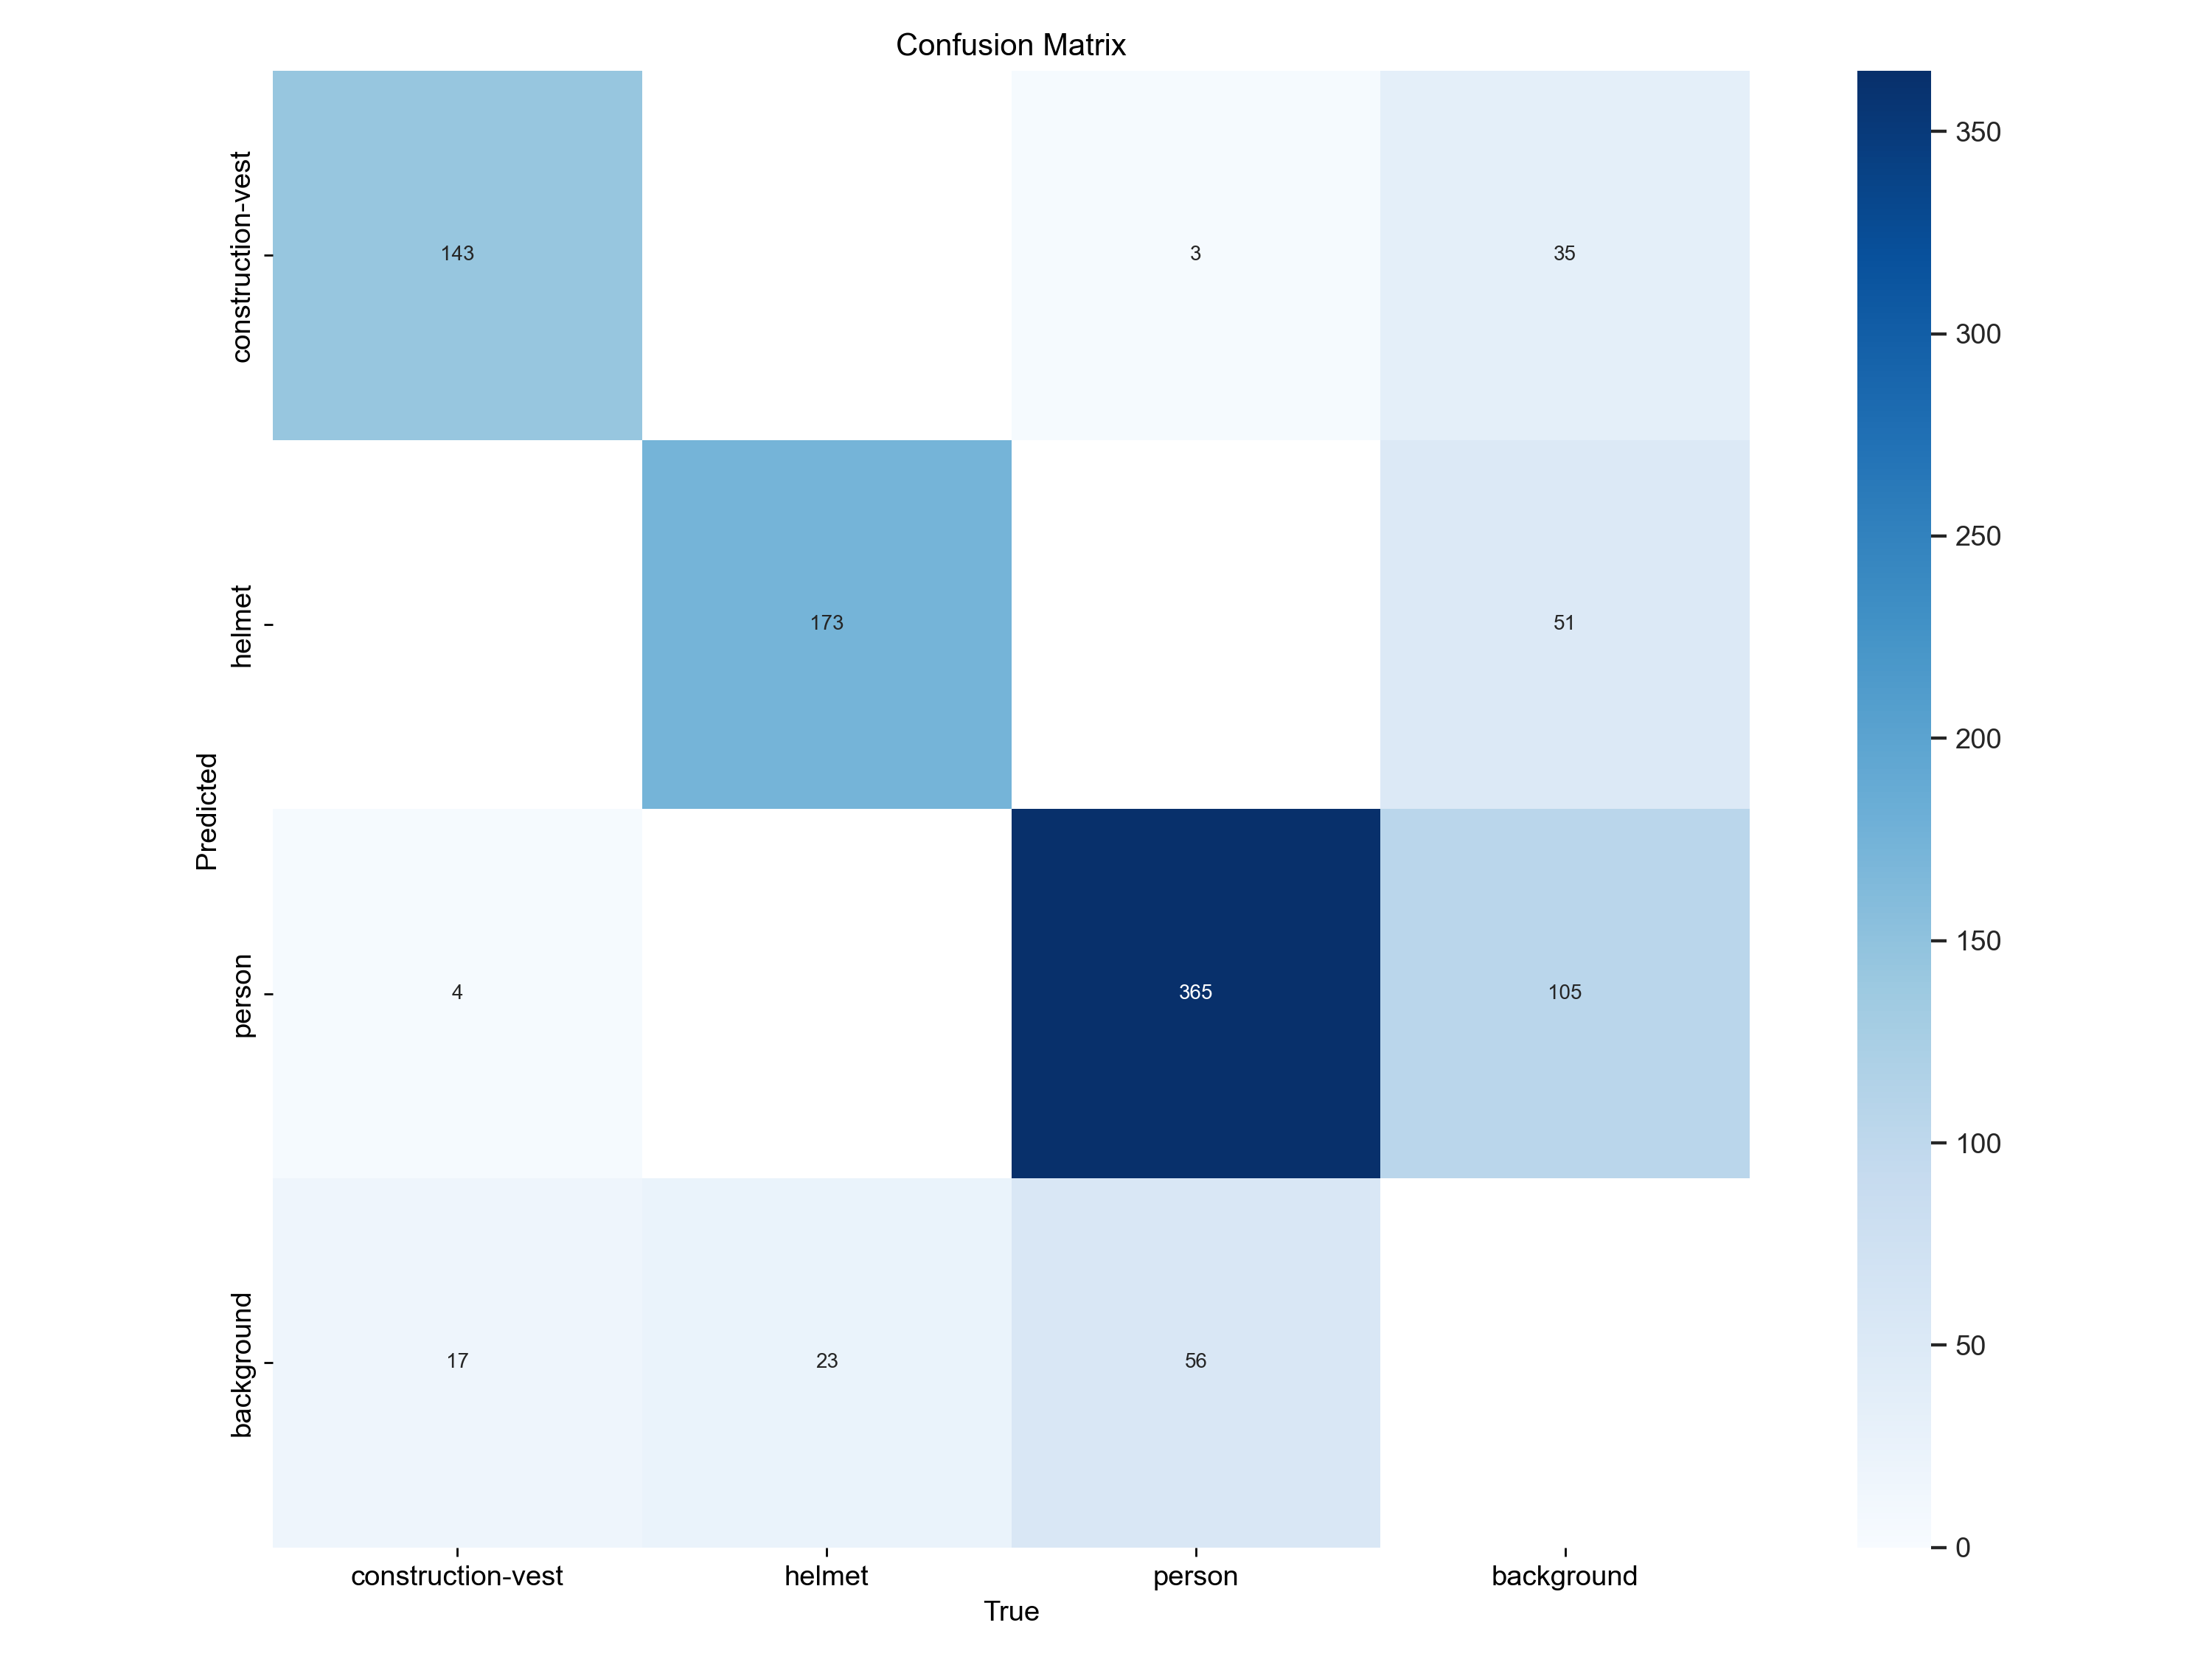 Confusion Matrix
construction-vest
143
3
35
350
300
helmet
173
51
250
200
Predicted
person
4
365
105
150
100
background
17
23
56
50
0
construction-vest
helmet
person
background
True